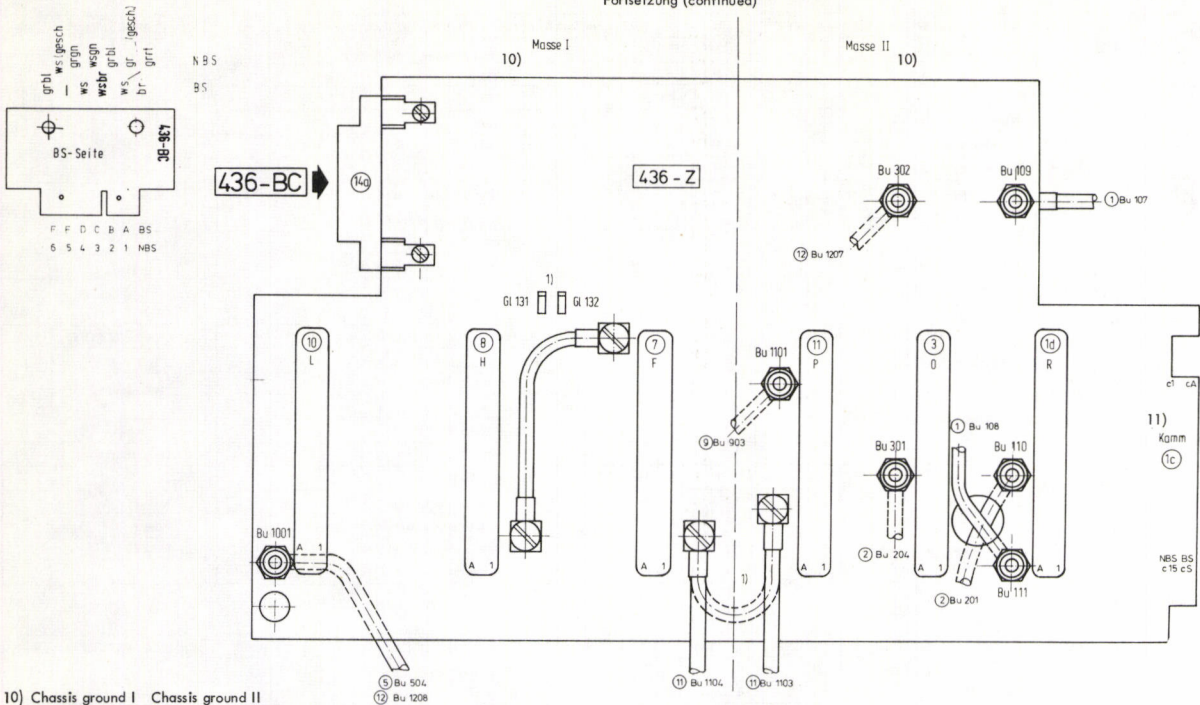 Fortsetzung (continued)
Masse I
10)
Masse II
10)
grbl
ws (gesch
grgn
ws
wsgn
wsbr
grbl
ws
gr
(gesch)
br
grrt
NBS
BS
BS-Seite
436-BC
F E D C B A BS
6 5 4 3 2 1 NBS
436-BC
14a
436-Z
Bu 302
Bu 109
1 Bu 107
12 Bu 1207
1)
Gl 131
Gl 132
10
L
8
H
7
F
Bu 1101
11
P
3
1d
R
c1 cA
9 Bu 903
11)
Kamm
1c
1 Bu 108
Bu 301
Bu 110
Bu 1001
A 1
A 1
A 1
1)
A 1
A 1
A 1
2 Bu 204
2 Bu 201
Bu 111
NBS BS
c15 cS
5 Bu 504
12 Bu 1208
11 Bu 1104
11 Bu 1103
10) Chassis ground I Chassis ground II